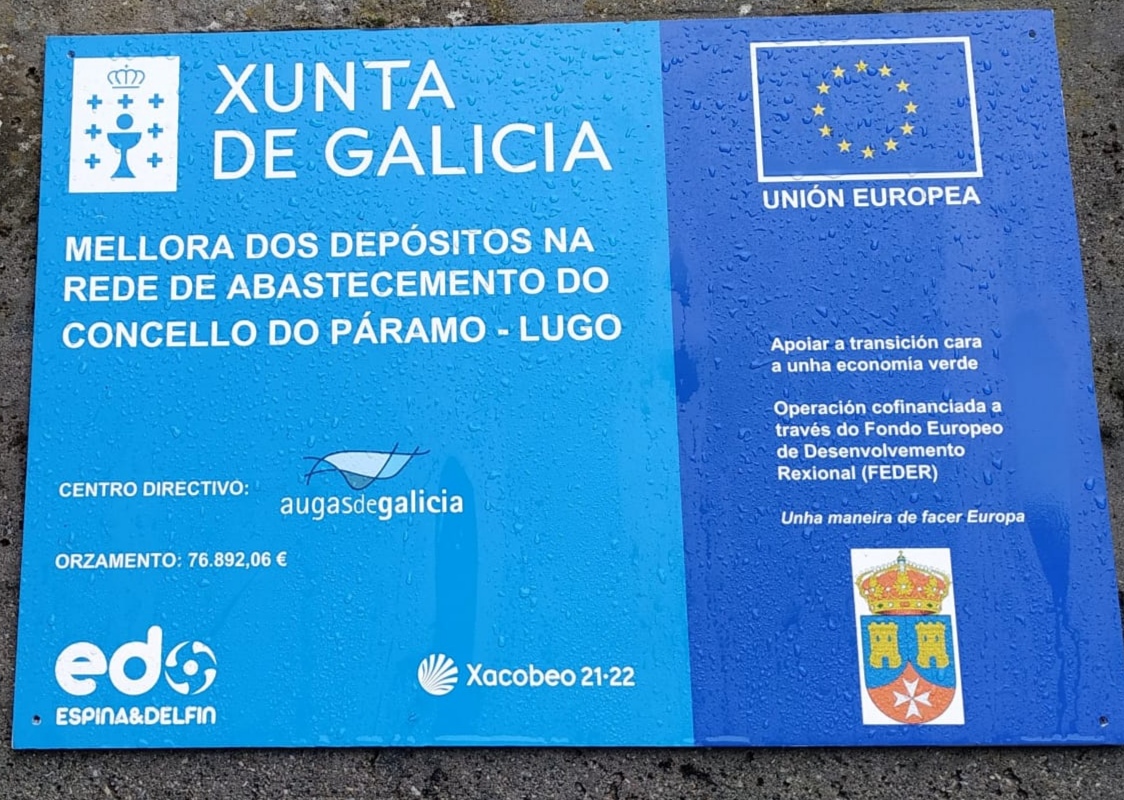 XUNTA
DE GALICIA
MELLORA DOS DEPÓSITOS NA
REDE DE ABASTECEMENTO DO
CONCELLO DO PÁRAMO - LUGO
CENTRO DIRECTIVO:
augasdegalicia
ORZAMENTO: 76.892,06 €
edo
ESPINA&DELFIN
Xacobeo 21·22
UNIÓN EUROPEA
Apoiar a transición cara
a unha economía verde
Operación cofinanciada a
través do Fondo Europeo
de Desenvolvemento
Rexional (FEDER)
Unha maneira de facer Europa